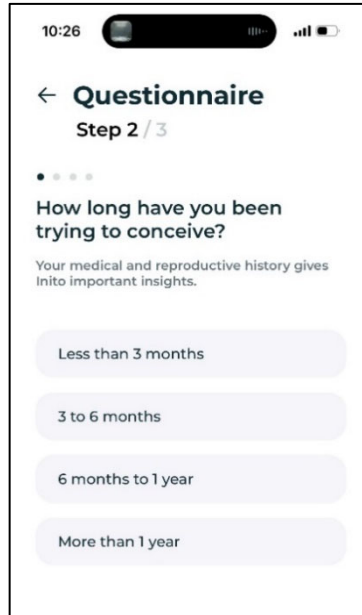 10:26
← Questionnaire
Step 2 / 3
How long have you been
trying to conceive?
Your medical and reproductive history gives
Inito important insights.
Less than 3 months
3 to 6 months
6 months to 1 year
More than 1 year